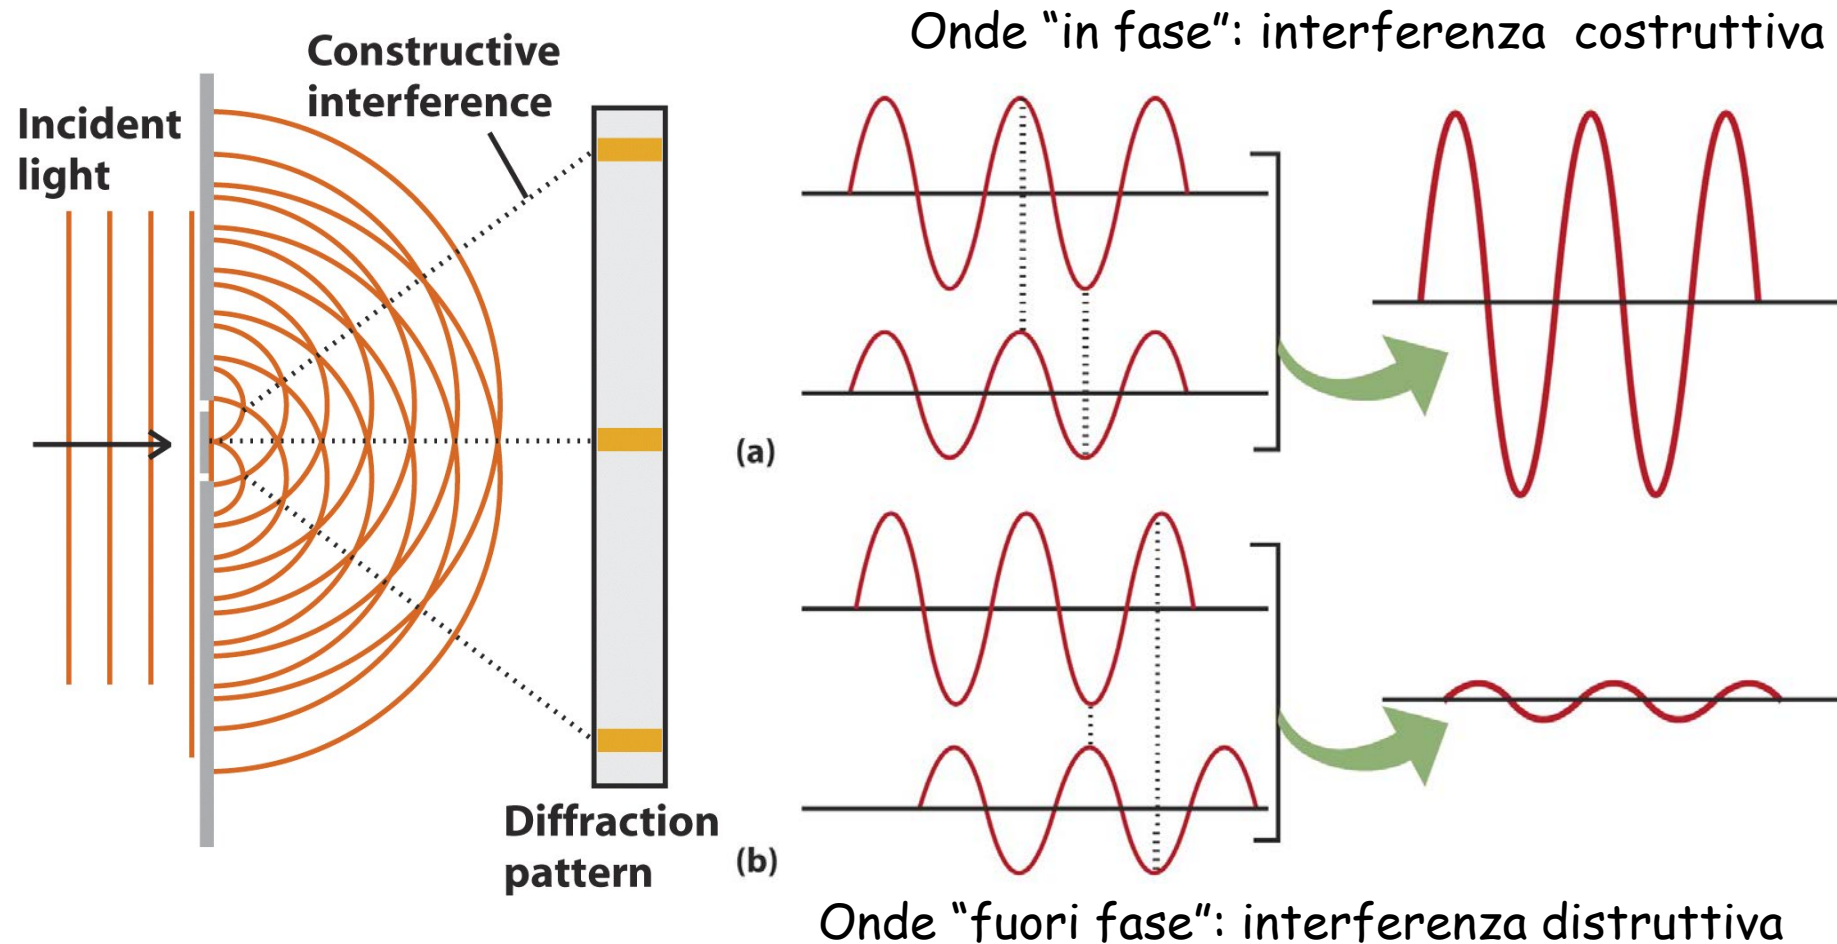 Onde “in fase”: interferenza costruttiva
Constructive
interference
Incident
light
(a)
Diffraction
pattern
(b)
Onde “fuori fase”: interferenza distruttiva